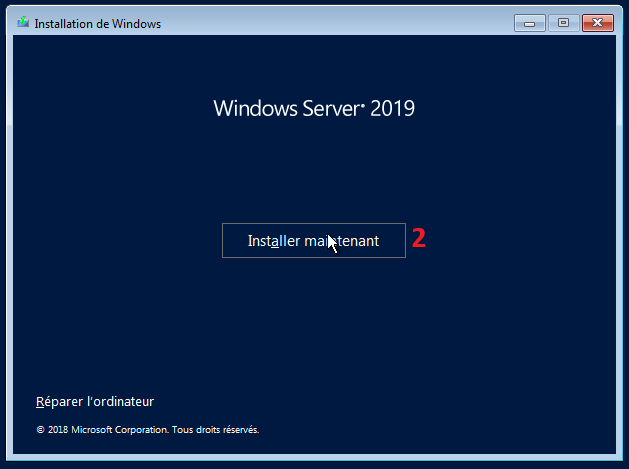 Installation de Windows
Windows Server® 2019
Installer maintenant 2
Réparer l'ordinateur
© 2018 Microsoft Corporation. Tous droits réservés.